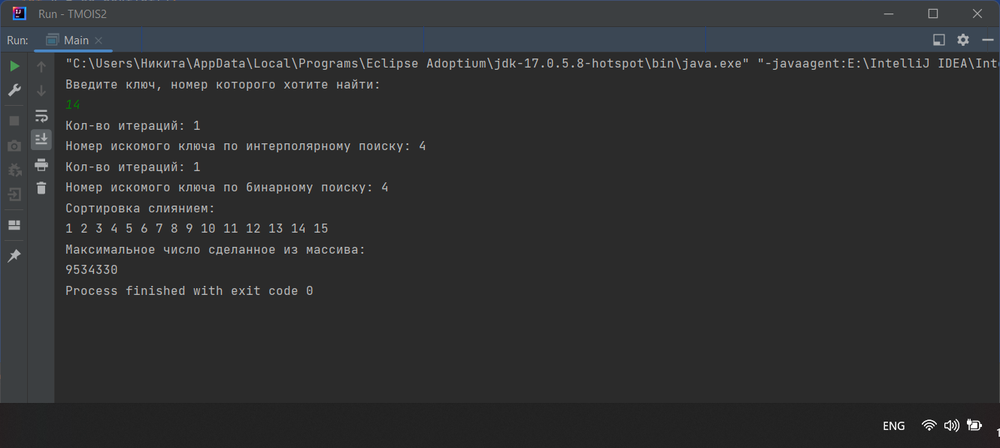 Run - TMOIS2
Run: Main
"C:\Users\Никита\AppData\Local\Programs\Eclipse Adoptium\jdk-17.0.5.8-hotspot\bin\java.exe" "-javaagent:E:\IntelliJ IDEA\Int
Введите ключ, номер которого хотите найти:
14
Кол-во итераций: 1
Номер искомого ключа по интерполярному поиску: 4
Кол-во итераций: 1
Номер искомого ключа по бинарному поиску: 4
Сортировка слиянием:
1 2 3 4 5 6 7 8 9 10 11 12 13 14 15
Максимальное число сделанное из массива:
9534330
Process finished with exit code 0
ENG